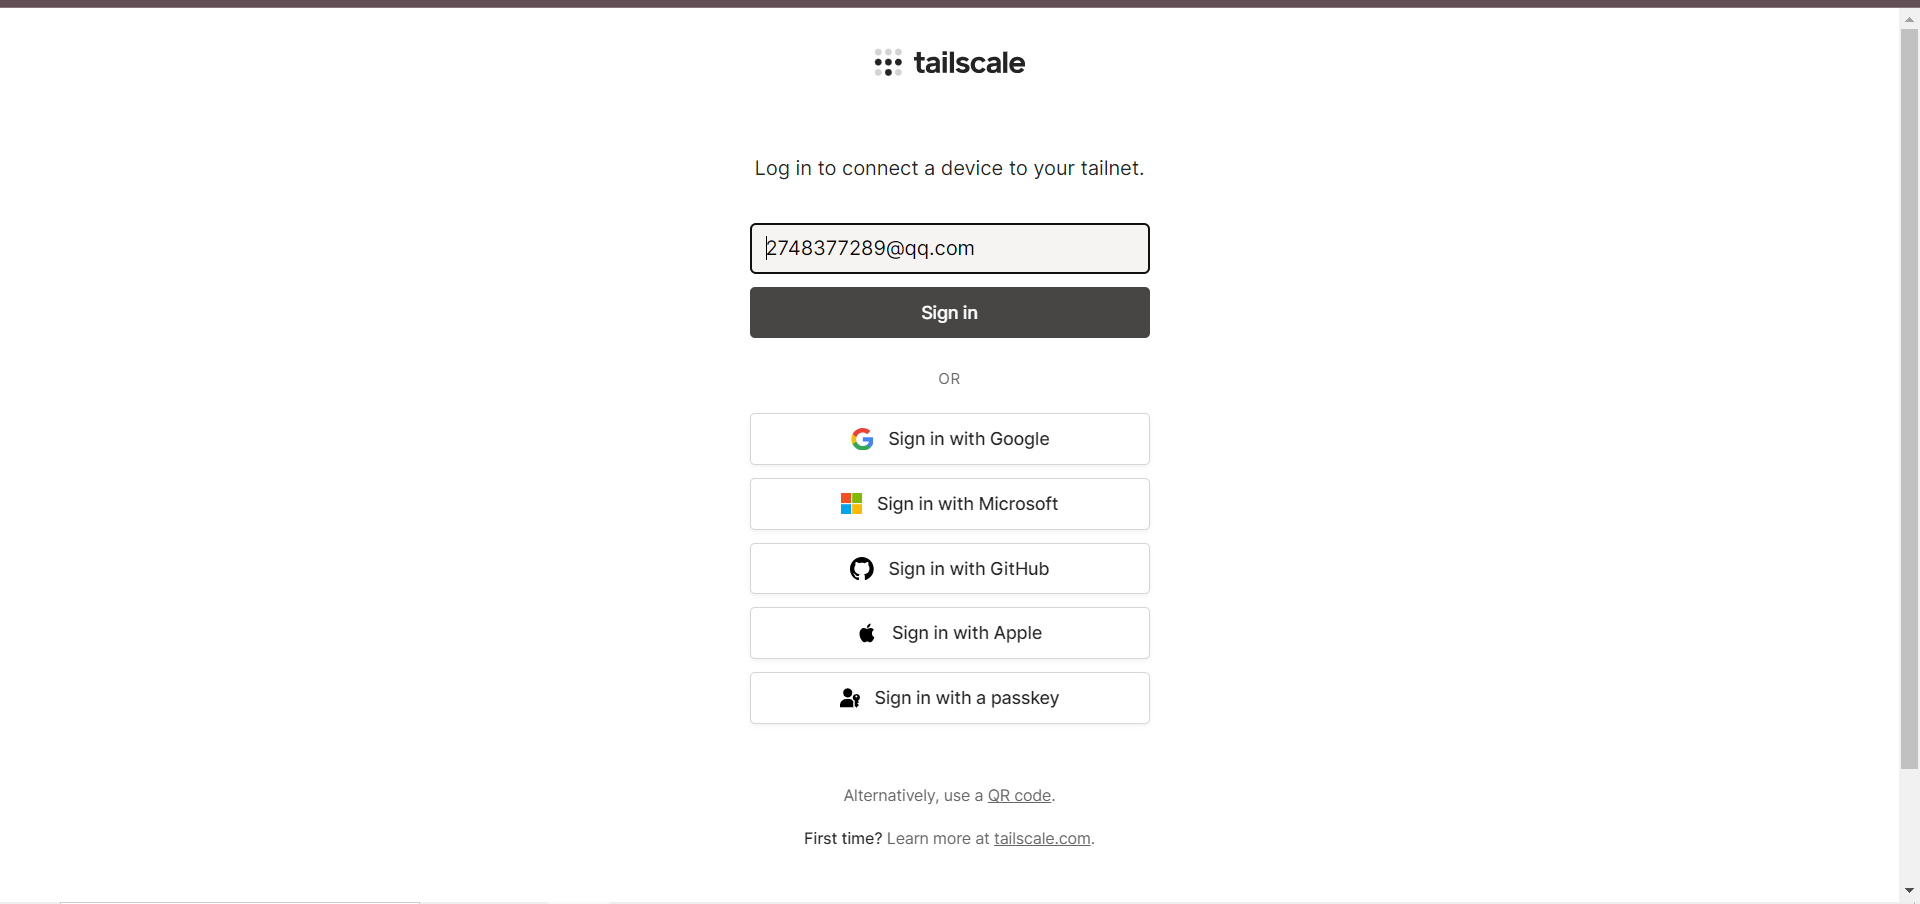 tailscale
Log in to connect a device to your tailnet.
2748377289@qq.com
Sign in
OR
Sign in with Google
Sign in with Microsoft
Sign in with GitHub
Sign in with Apple
Sign in with a passkey
Alternatively, use a QR code.
First time? Learn more at tailscale.com.